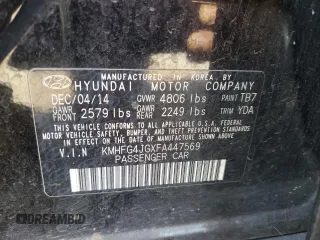 MANUFACTURED IN KOREA BY
HYUNDAI MOTOR COMPANY
DEC/04/14 GVWR 4806 lbs PAINT TB7
GAWR FRONT 2579 lbs GAWR REAR 2249 lbs TRIM YDA
THIS VEHICLE CONFORMS TO ALL APPLICABLE
FEDERAL MOTOR VEHICLE SAFETY,
BUMPER, AND THEFT PREVENTION
STANDARDS IN EFFECT ON THE DATE OF
MANUFACTURE SHOWN ABOVE.
V.I.N KMHFG4JGXFA447569
PASSENGER CAR
AUTOBIDMASTER